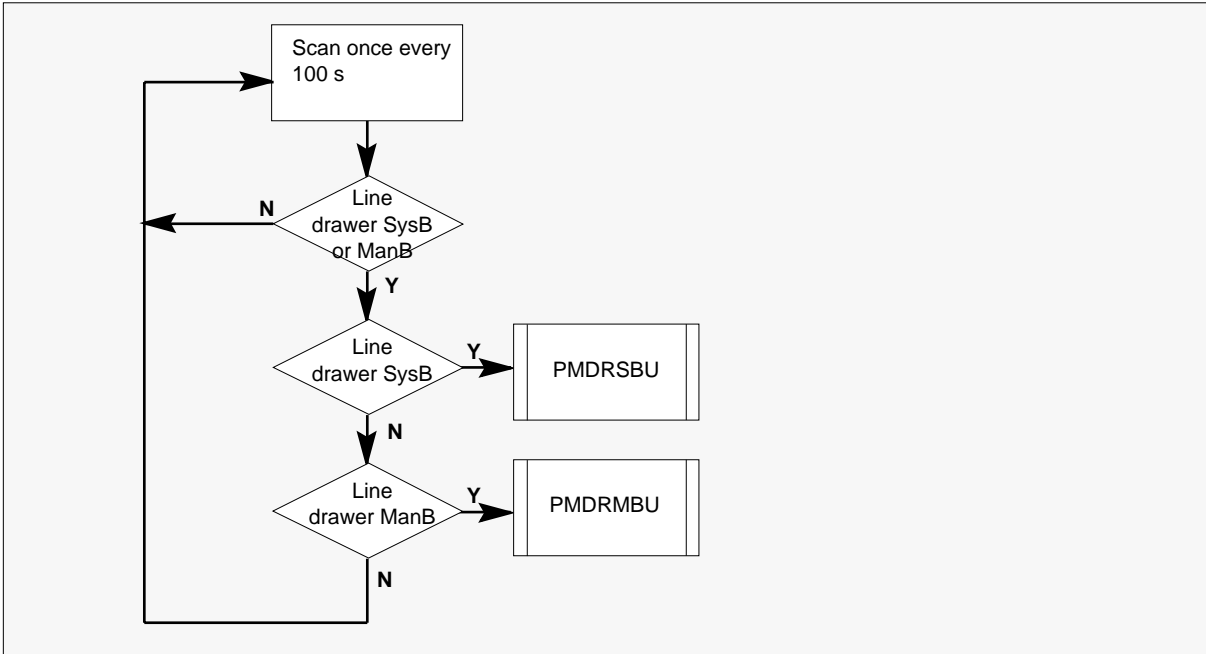 Scan once every
100 s
Line
drawer SysB
or ManB
N
Y
Line
drawer SysB
Y
PMDRSBU
N
Line
drawer ManB
Y
PMDRMBU
N